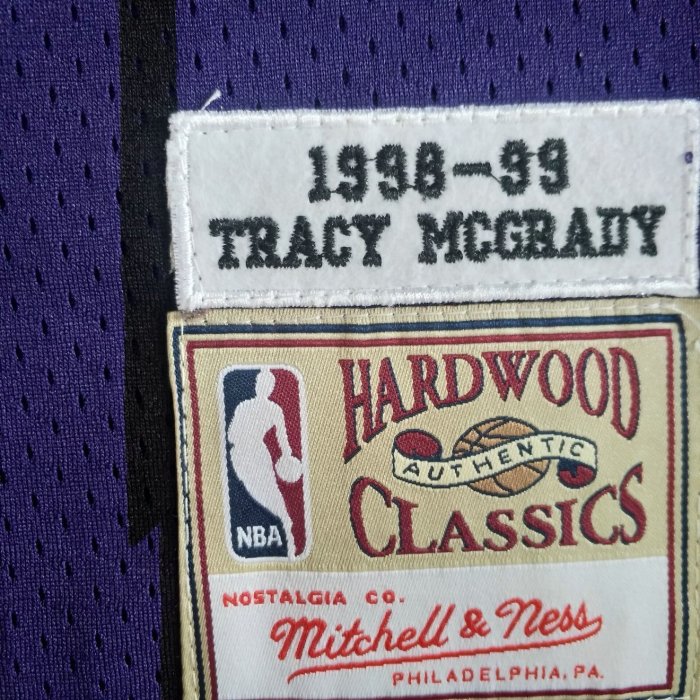 1998-99
TRACY MCGRADY
HARDWOOD
AUTHENTIC
CLASSICS
NBA
NOSTALGIA CO.
Mitchell & Ness
PHILADELPHIA, PA.